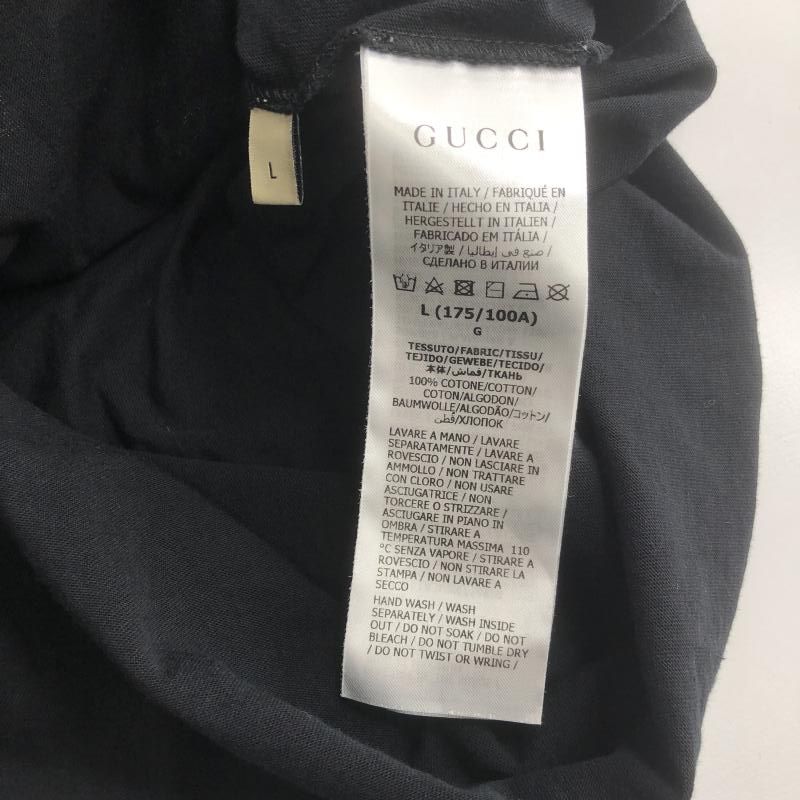 L
GUCCI
MADE IN ITALY / FABRIQUÉ EN
ITALIE / HECHO EN ITALIA /
HERGESTELLT IN ITALIEN /
FABRICADO EM ITÁLIA /
イタリア製 / صنع في إيطاليا /
СДЕЛАНО В ИТАЛИИ
L (175/100A)
G
TESSUTO/FABRIC/TISSU/
TEJIDO/GEWEBE/TECIDO/
本体/قماش/ТКАНЬ
100% COTONE/COTTON/
COTON/ALGODON/
BAUMWOLLE/ALGODÃO/コットン/
قطن/ХЛОПОК
LAVARE A MANO / LAVARE
SEPARATAMENTE / LAVARE A
ROVESCIO / NON LASCIARE IN
AMMOLLO / NON TRATTARE
CON CLORO / NON USARE
ASCIUGATRICE / NON
TORCERE O STRIZZARE /
ASCIUGARE IN PIANO IN
OMBRA / STIRARE A
TEMPERATURA MASSIMA 110
°C SENZA VAPORE / STIRARE A
ROVESCIO / NON STIRARE LA
STAMPA / NON LAVARE A
SECCO
HAND WASH / WASH
SEPARATELY / WASH INSIDE
OUT / DO NOT SOAK / DO NOT
BLEACH / DO NOT TUMBLE DRY
/ DO NOT TWIST OR WRING /